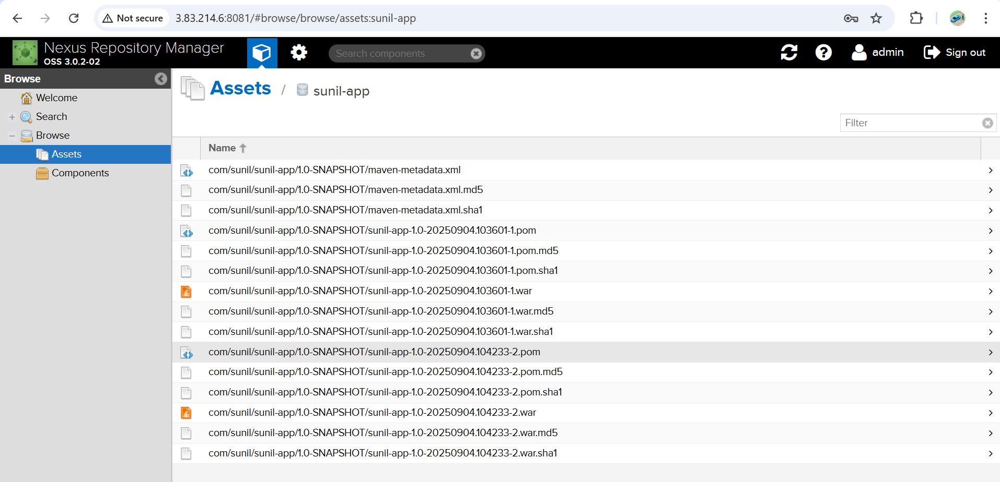 Not secure 3.83.214.6:8081/#browse/browse/assets:sunil-app
Nexus Repository Manager
OSS 3.0.2-02
Search components
admin
Sign out
Browse
Welcome
Search
Browse
Assets
Components
Assets / sunil-app
Filter
Name
com/sunil/sunil-app/1.0-SNAPSHOT/maven-metadata.xml
com/sunil/sunil-app/1.0-SNAPSHOT/maven-metadata.xml.md5
com/sunil/sunil-app/1.0-SNAPSHOT/maven-metadata.xml.sha1
com/sunil/sunil-app/1.0-SNAPSHOT/sunil-app-1.0-20250904.103601-1.pom
com/sunil/sunil-app/1.0-SNAPSHOT/sunil-app-1.0-20250904.103601-1.pom.md5
com/sunil/sunil-app/1.0-SNAPSHOT/sunil-app-1.0-20250904.103601-1.pom.sha1
com/sunil/sunil-app/1.0-SNAPSHOT/sunil-app-1.0-20250904.103601-1.war
com/sunil/sunil-app/1.0-SNAPSHOT/sunil-app-1.0-20250904.103601-1.war.md5
com/sunil/sunil-app/1.0-SNAPSHOT/sunil-app-1.0-20250904.103601-1.war.sha1
com/sunil/sunil-app/1.0-SNAPSHOT/sunil-app-1.0-20250904.104233-2.pom
com/sunil/sunil-app/1.0-SNAPSHOT/sunil-app-1.0-20250904.104233-2.pom.md5
com/sunil/sunil-app/1.0-SNAPSHOT/sunil-app-1.0-20250904.104233-2.pom.sha1
com/sunil/sunil-app/1.0-SNAPSHOT/sunil-app-1.0-20250904.104233-2.war
com/sunil/sunil-app/1.0-SNAPSHOT/sunil-app-1.0-20250904.104233-2.war.md5
com/sunil/sunil-app/1.0-SNAPSHOT/sunil-app-1.0-20250904.104233-2.war.sha1